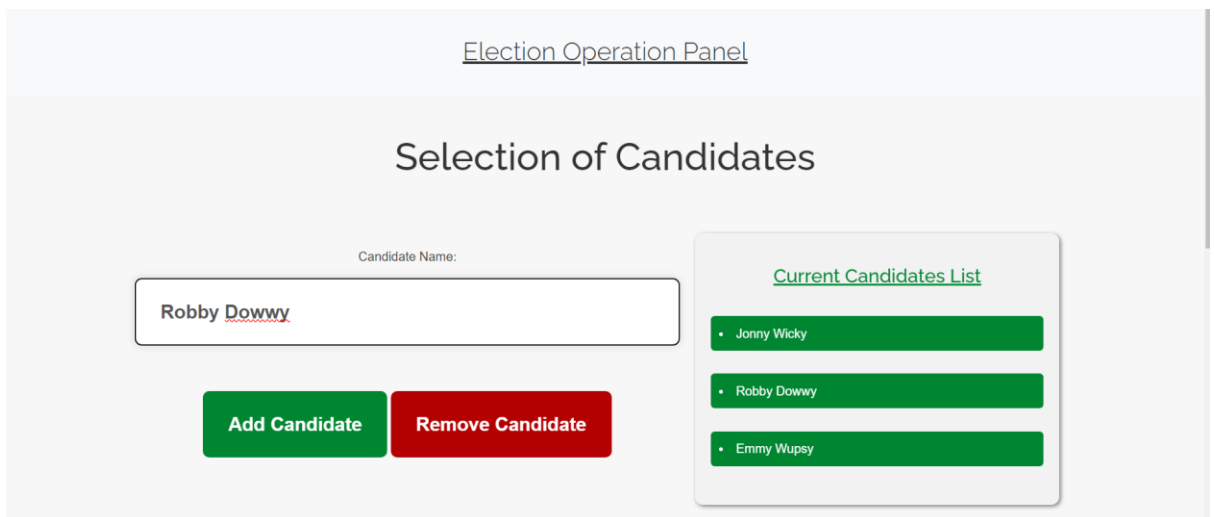 Election Operation Panel
Selection of Candidates
Candidate Name:
Robby Dowwy
Add Candidate
Remove Candidate
Current Candidates List
• Jonny Wicky
• Robby Dowwy
• Emmy Wupsy